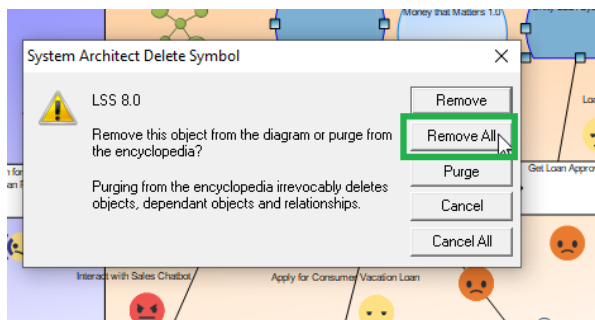 Money that Matters 1.0
System Architect Delete Symbol
LSS 8.0
Remove this object from the diagram or purge from
the encyclopedia?
Purging from the encyclopedia irrevocably deletes
objects, dependant objects and relationships.
Remove
Remove All
Purge
Cancel
Cancel All
Get Loan Approv
Interact with Sales Chatbot
Apply for Consumer Vacation Loan